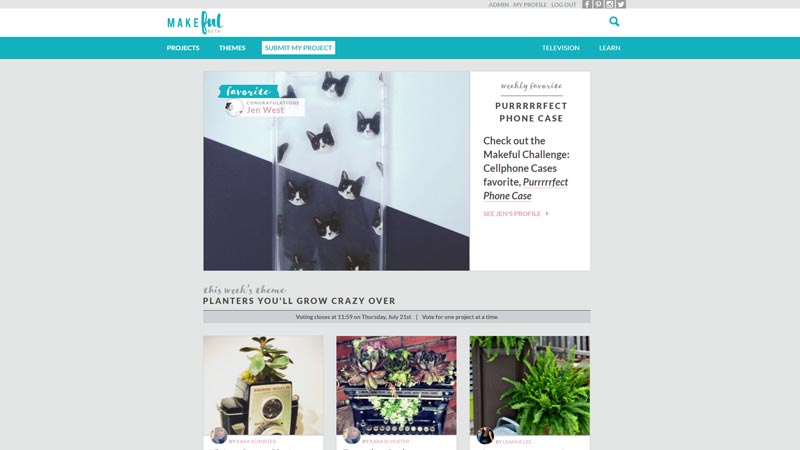 ADMIN MY PROFILE LOG OUT
MAKEful
BETA
PROJECTS THEMES SUBMIT MY PROJECT TELEVISION LEARN
favorite
CONGRATULATIONS
Jen West
weekly favorite
PURRRRRFECT
PHONE CASE
Check out the
Makeful Challenge:
Cellphone Cases
favorite, Purrrrrfect
Phone Case
SEE JEN'S PROFILE
this week's theme
PLANTERS YOU'LL GROW CRAZY OVER
Voting closes at 11:59 on Thursday, July 21st | Vote for one project at a time
BY KARA SCHUSTER
BY KARA SCHUSTER
BY LEANNE LEE